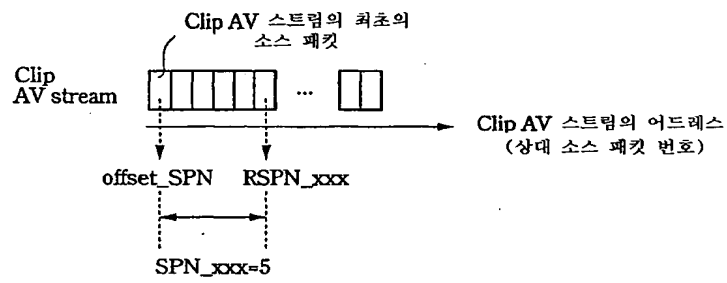 Clip AV 스트림의 최초의
소스 패킷
Clip
AV stream
...
Clip AV 스트림의 어드레스
(상대 소스 패킷 번호)
offset_SPN RSPN_xxx
SPN_xxx=5